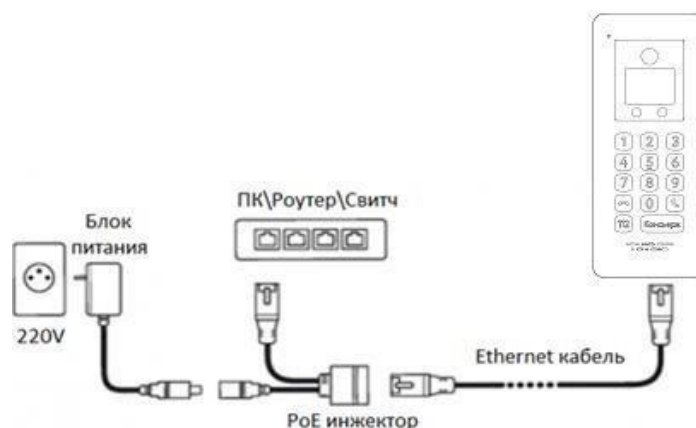 ПК\Роутер\Свитч
Блок
питания
220V
Ethernet кабель
PoE инжектор
1 2 3
4 5 6
7 8 9
0
Консьерж